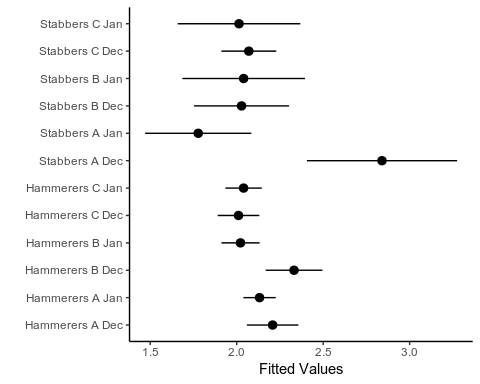 Stabbers C Jan
Stabbers C Dec
Stabbers B Jan
Stabbers B Dec
Stabbers A Jan
Stabbers A Dec
Hammerers C Jan
Hammerers C Dec
Hammerers B Jan
Hammerers B Dec
Hammerers A Jan
Hammerers A Dec
1.5 2.0 2.5 3.0
Fitted Values